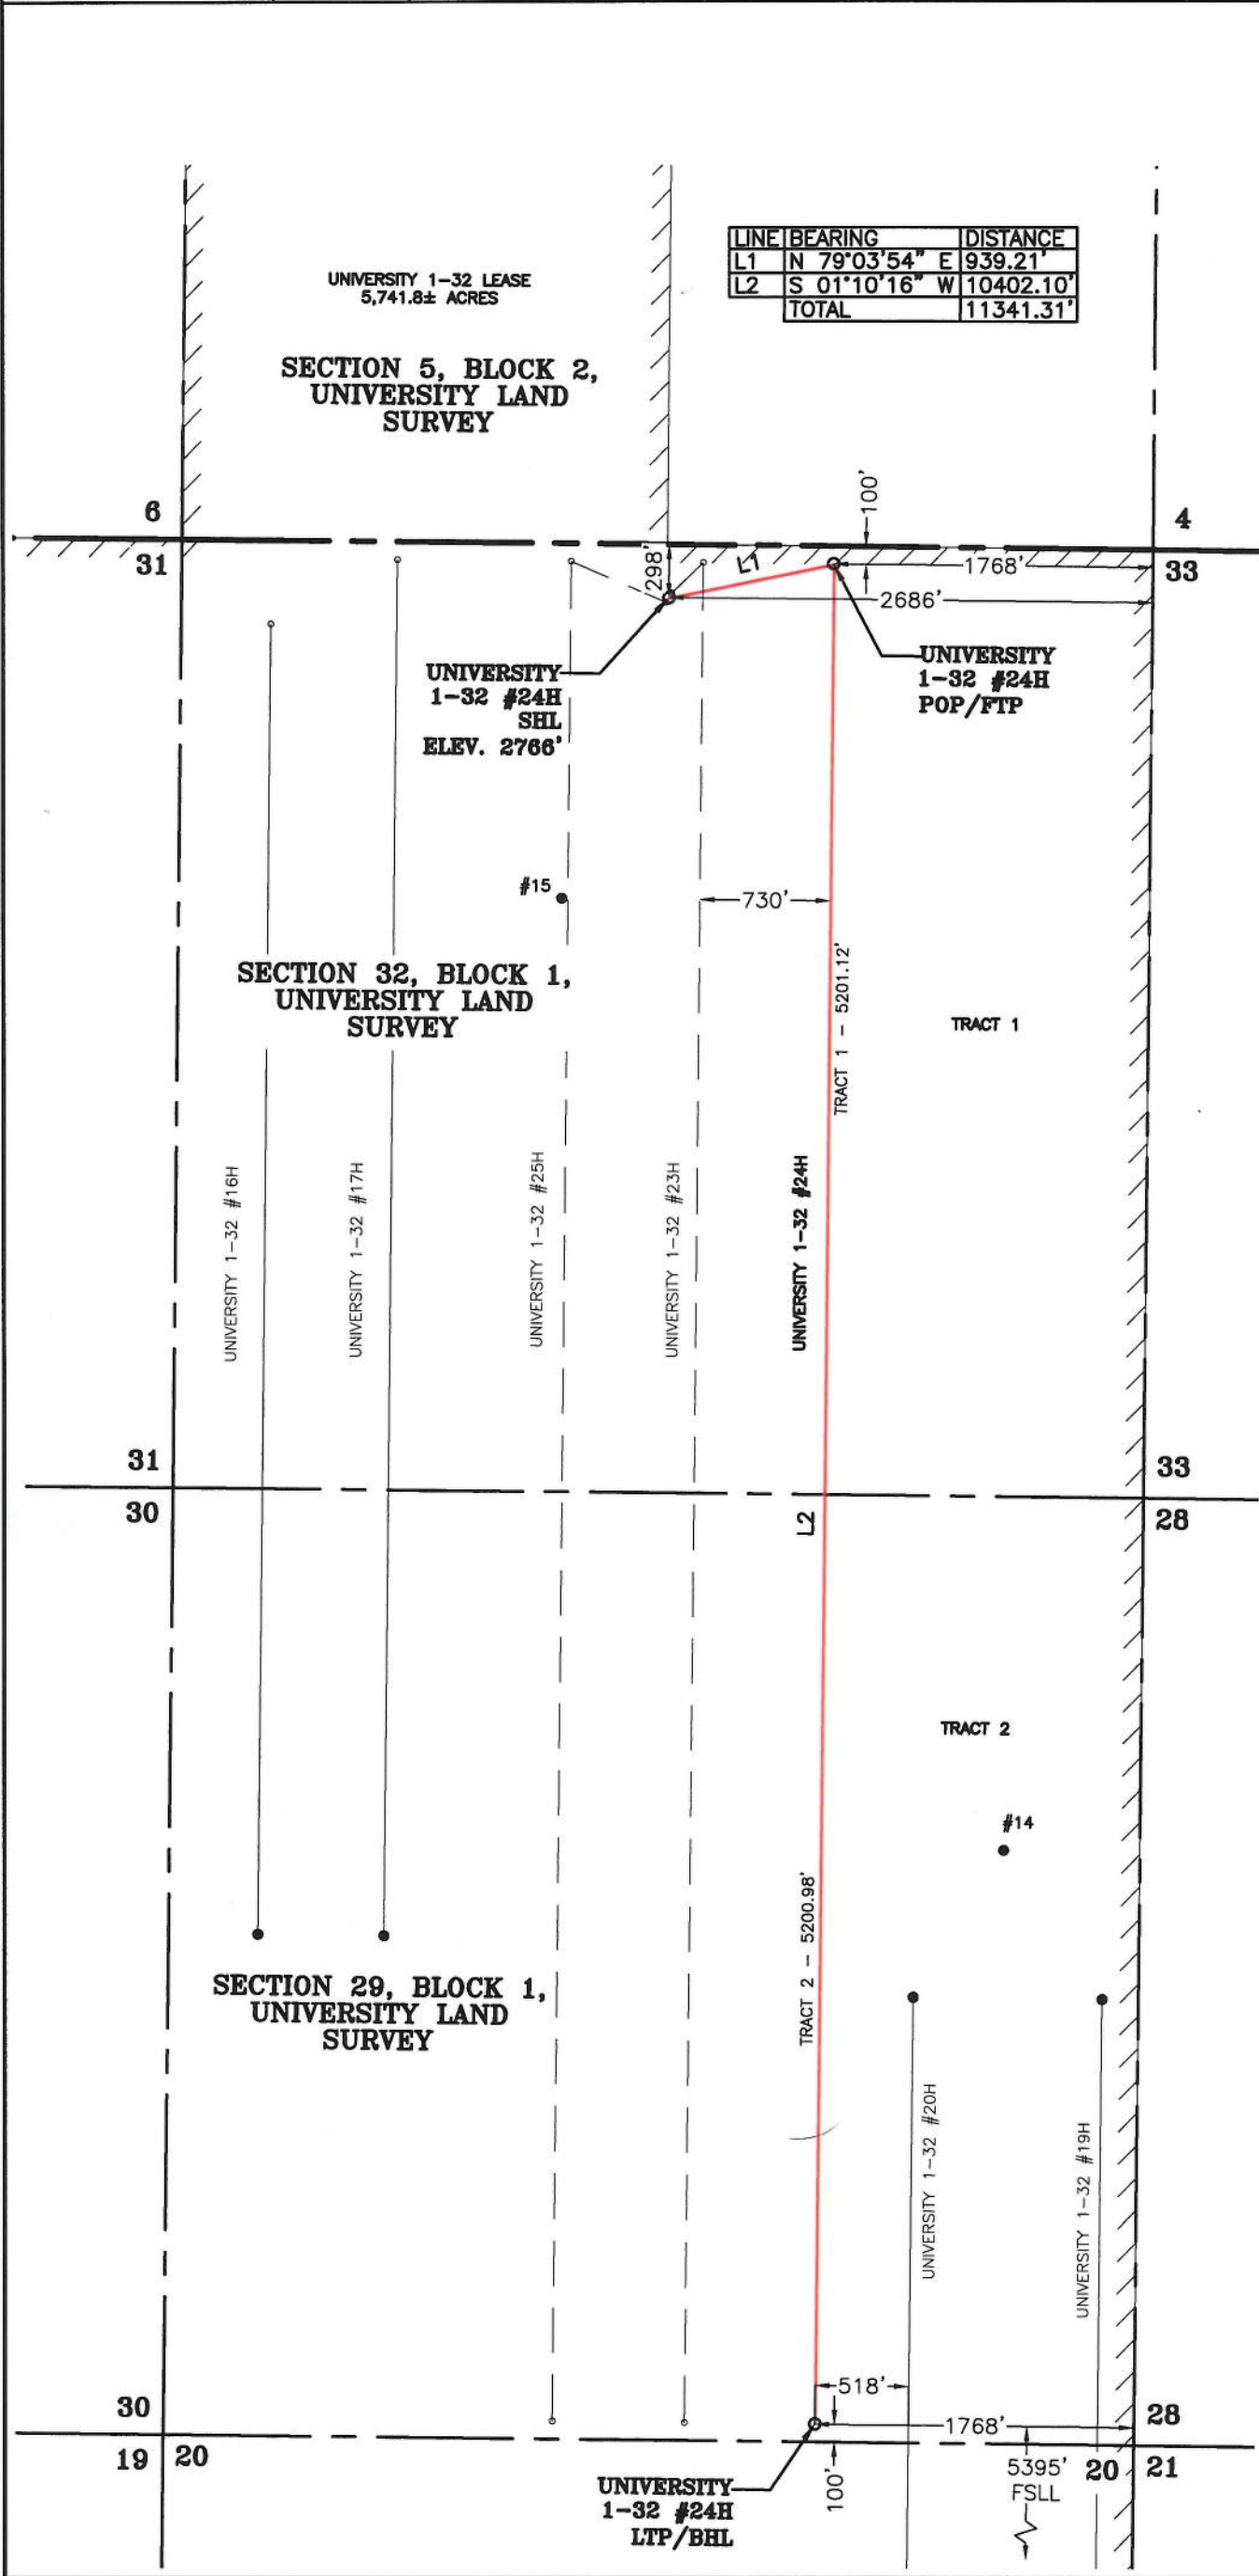 LINE BEARING DISTANCE
L1 N 79°03'54" E 939.21'
L2 S 01°10'16" W 10402.10'
TOTAL 11341.31'
UNIVERSITY 1-32 LEASE
5,741.8± ACRES
SECTION 5, BLOCK 2,
UNIVERSITY LAND
SURVEY
6
31
4
33
100'
298'
L1
1768'
2686'
UNIVERSITY
1-32 #24H
SHL
ELEV. 2766'
UNIVERSITY
1-32 #24H
POP/FTP
#15
730'
SECTION 32, BLOCK 1,
UNIVERSITY LAND
SURVEY
TRACT 1 - 5201.12'
TRACT 1
UNIVERSITY 1-32 #16H
UNIVERSITY 1-32 #17H
UNIVERSITY 1-32 #25H
UNIVERSITY 1-32 #23H
UNIVERSITY 1-32 #24H
31
30
33
28
L2
TRACT 2
#14
TRACT 2 - 5200.98'
SECTION 29, BLOCK 1,
UNIVERSITY LAND
SURVEY
UNIVERSITY 1-32 #20H
UNIVERSITY 1-32 #19H
518'
1768'
30
19 20
28
20 21
100'
5395'
FSLL
UNIVERSITY
1-32 #24H
LTP/BHL